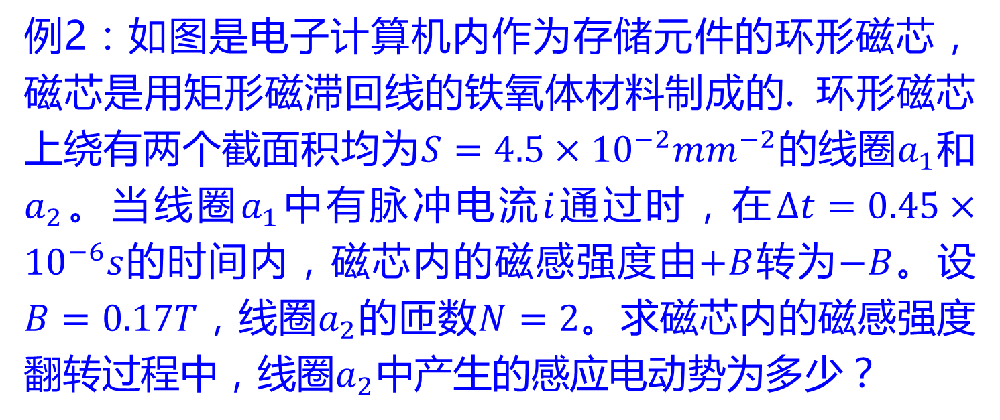 例2：如图是电子计算机内作为存储元件的环形磁芯，
磁芯是用矩形磁滞回线的铁氧体材料制成的. 环形磁芯
上绕有两个截面积均为$S = 4.5 \times 10^{-2}mm^{-2}$的线圈$a_1$和
$a_2$。当线圈$a_1$中有脉冲电流$i$通过时，在$\Delta t = 0.45 \times$
$10^{-6}s$的时间内，磁芯内的磁感强度由$+B$转为$-B$。设
$B = 0.17T$，线圈$a_2$的匝数$N = 2$。求磁芯内的磁感强度
翻转过程中，线圈$a_2$中产生的感应电动势为多少？